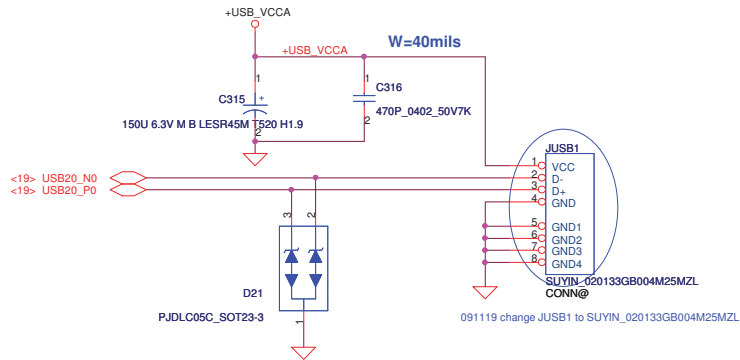 +USB_VCCA
+USB_VCCA
W=40mils
1
C315
+
150U 6.3V M B LESR45M T520 H1.9
2
1
C316
470P_0402_50V7K
2
<19> USB20_N0
<19> USB20_P0
3
2
D21
PJDLC05C_SOT23-3
1
JUSB1
1 VCC
2 D-
3 D+
4 GND
5 GND1
6 GND2
7 GND3
8 GND4
SUYIN_020133GB004M25MZL
CONN@
091119 change JUSB1 to SUYIN_020133GB004M25MZL